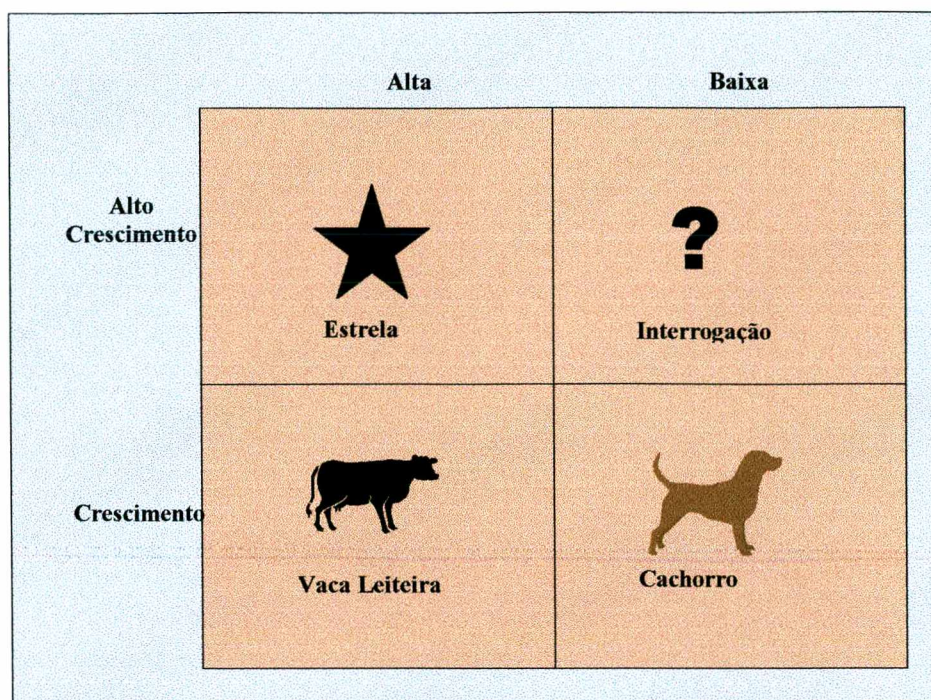 Alta Baixa
Alto
Crescimento
?
Estrela Interrogação
Crescimento
Vaca Leiteira Cachorro